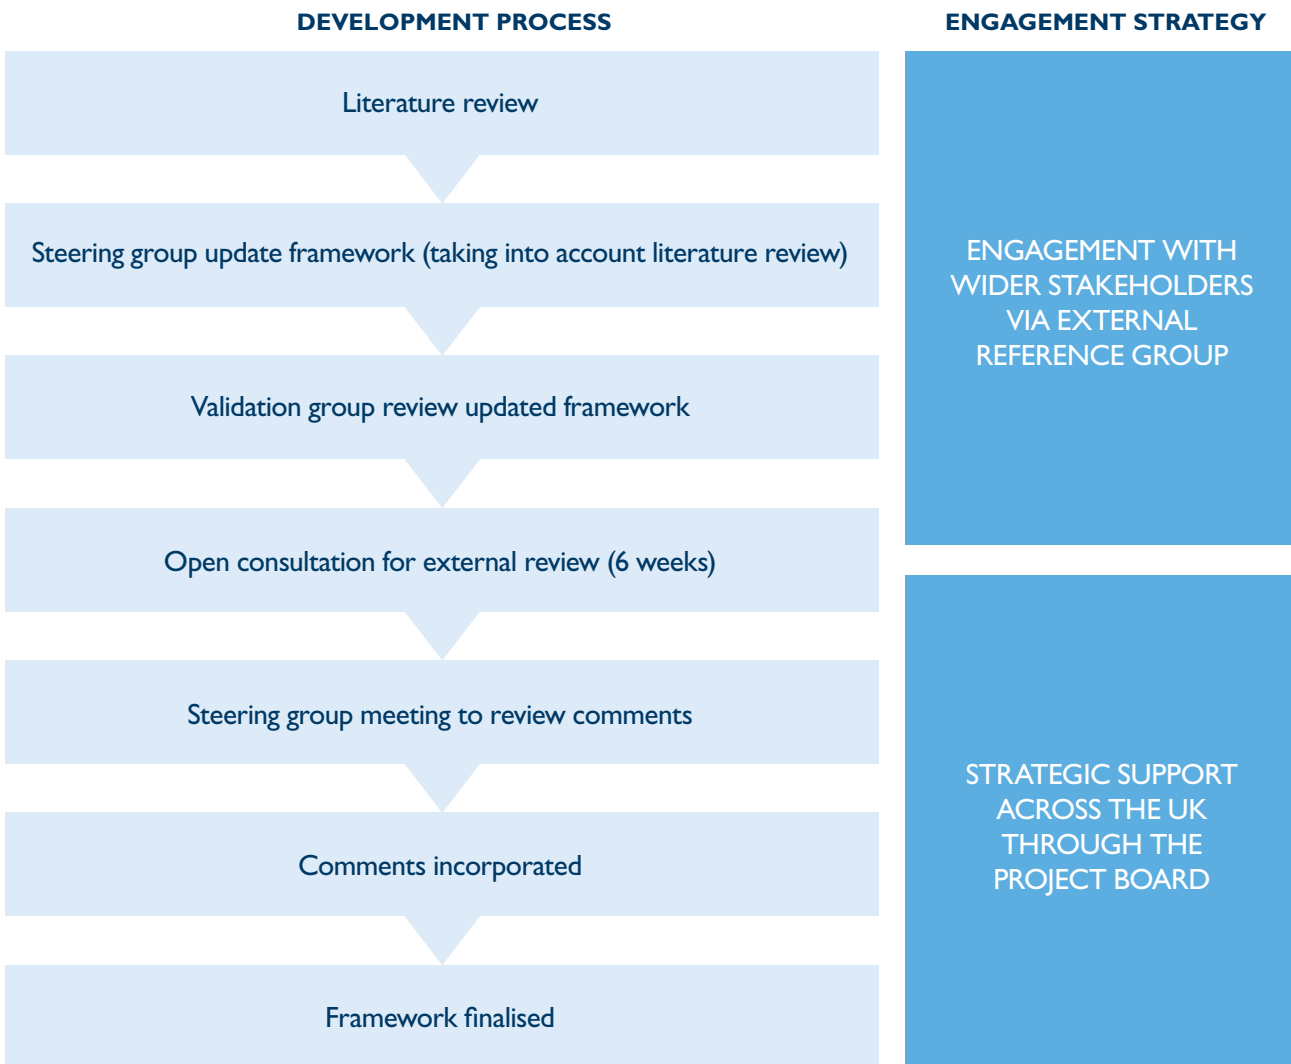 DEVELOPMENT PROCESS
Literature review
Steering group update framework (taking into account literature review)
Validation group review updated framework
Open consultation for external review (6 weeks)
Steering group meeting to review comments
Comments incorporated
Framework finalised
ENGAGEMENT STRATEGY
ENGAGEMENT WITH
WIDER STAKEHOLDERS
VIA EXTERNAL
REFERENCE GROUP
STRATEGIC SUPPORT
ACROSS THE UK
THROUGH THE
PROJECT BOARD